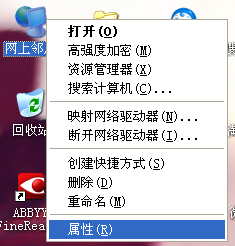 网上邻
打开(O)
高强度加密(M)
资源管理器(X)
搜索计算机(C)...
映射网络驱动器(N)...
断开网络驱动器(I)...
回收站
创建快捷方式(S)
删除(D)
重命名(M)
属性(R)
ABBYY
FineRea